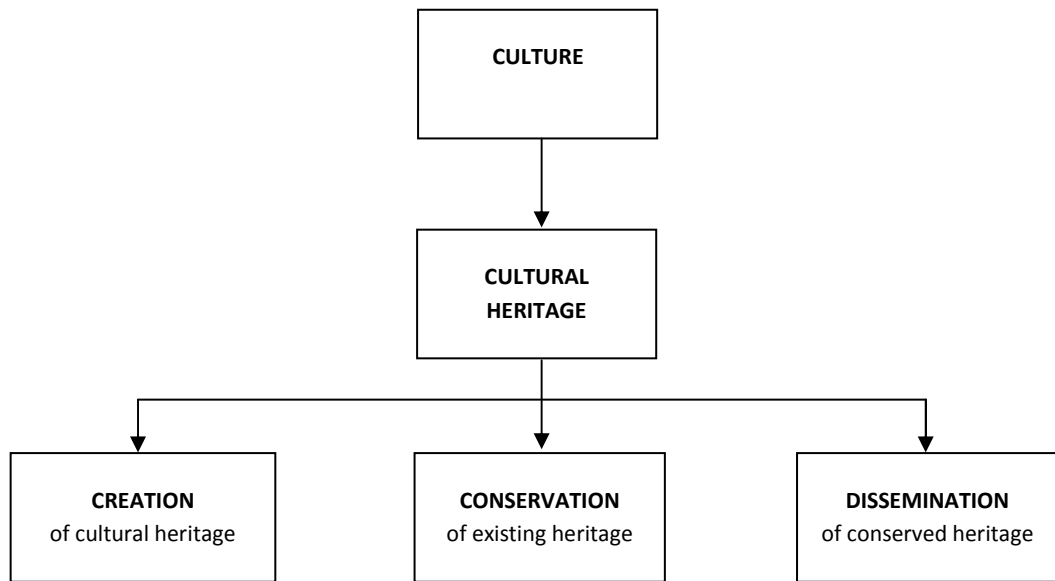 CULTURE
CULTURAL
HERITAGE
CREATION
of cultural heritage
CONSERVATION
of existing heritage
DISSEMINATION
of conserved heritage